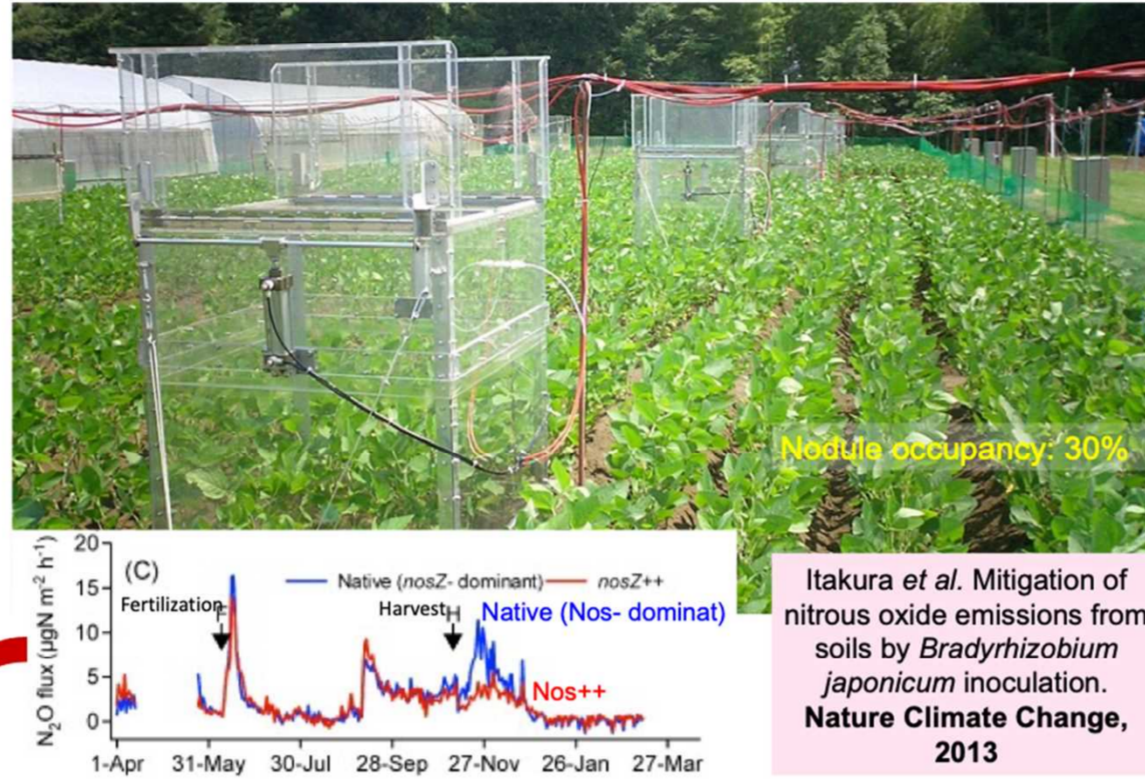 Nodule occupancy: 30%
20
15
10
5
0
N₂O flux (µgN m⁻² h⁻¹)
(C)
Native (nosZ- dominant)
nosZ++
Fertilization
Harvest
Native (Nos- dominat)
Nos++
1-Apr 31-May 30-Jul 28-Sep 27-Nov 26-Jan 27-Mar
Itakura et al. Mitigation of
nitrous oxide emissions from
soils by Bradyrhizobium
japonicum inoculation.
Nature Climate Change,
2013